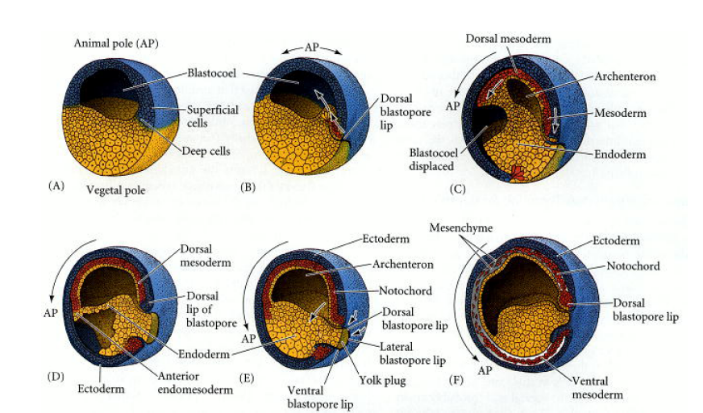 Animal pole (AP)
Blastocoel
Superficial
cells
Deep cells
(A)
Vegetal pole
AP
Dorsal
blastopore
lip
(B)
Dorsal mesoderm
Archenteron
AP
Mesoderm
Blastocoel
displaced
Endoderm
(C)
Dorsal
mesoderm
AP
Dorsal
lip of
blastopore
Endoderm
(D)
Ectoderm
Anterior
endomesoderm
Ectoderm
Archenteron
Notochord
Dorsal
blastopore lip
AP
Lateral
blastopore lip
(E)
Yolk plug
Ventral
blastopore lip
Mesenchyme
Ectoderm
Notochord
Dorsal
blastopore lip
(F)
AP
Ventral
mesoderm